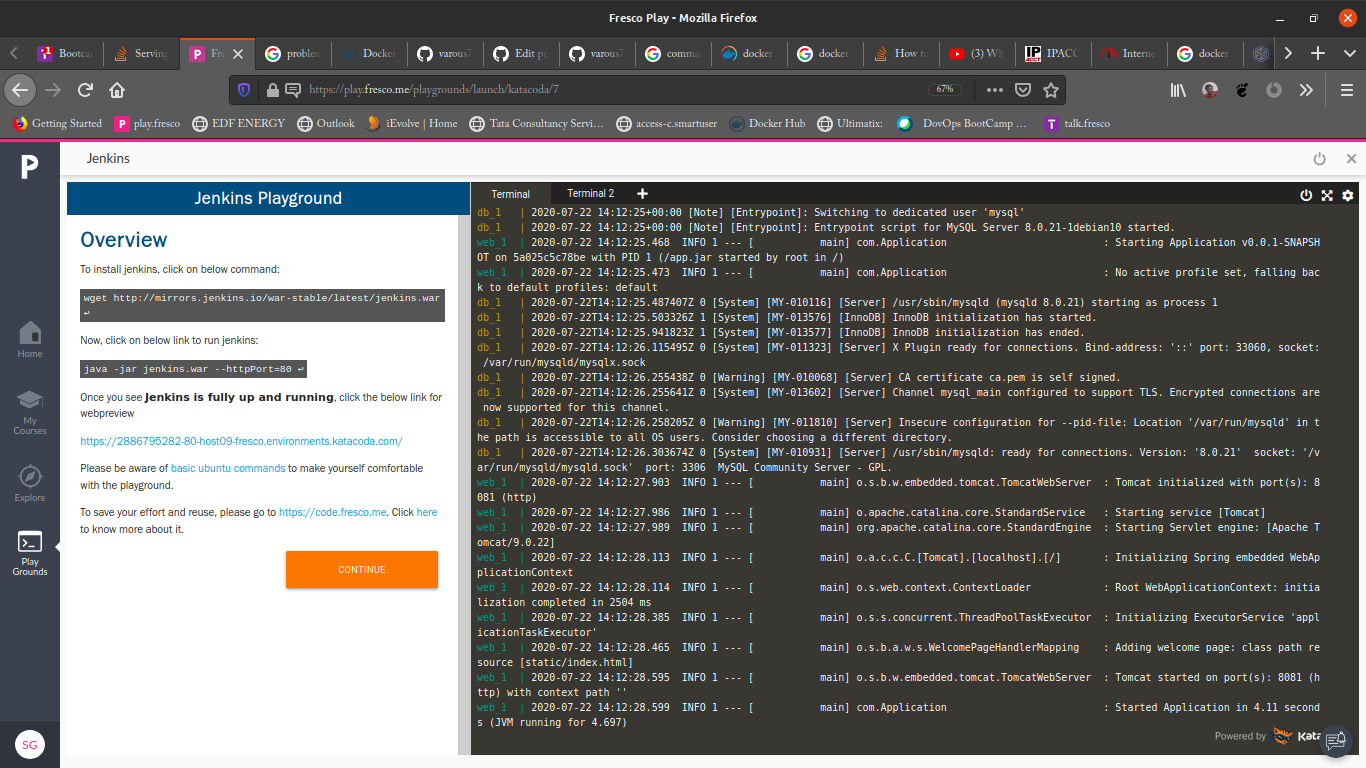 Fresco Play - Mozilla Firefox
Bootca
Serving
Fre
problem
Docker
varous7
Edit po
varous7
comma
docker
docker
How to
(3) Wh
IPACC
Interne
docker
https://play.fresco.me/playgrounds/launch/katacoda/7
67%
Getting Started
play.fresco
EDF ENERGY
Outlook
iEvolve | Home
Tata Consultancy Servi…
access-c.smartuser
Docker Hub
Ultimatix:
DovOps BootCamp …
talk.fresco
Jenkins
Home
My
Courses
Explore
Play
Grounds
SG
Jenkins Playground
Overview
To install jenkins, click on below command:
wget http://mirrors.jenkins.io/war-stable/latest/jenkins.war
↵
Now, click on below link to run jenkins:
java -jar jenkins.war --httpPort=80 ↵
Once you see Jenkins is fully up and running, click the below link for
webpreview
https://2886795282-80-host09-fresco.environments.katacoda.com/
Please be aware of basic ubuntu commands to make yourself comfortable
with the playground.
To save your effort and reuse, please go to https://code.fresco.me. Click here
to know more about it.
CONTINUE
Terminal
Terminal 2
db_1   | 2020-07-22 14:12:25+00:00 [Note] [Entrypoint]: Switching to dedicated user 'mysql'
db_1   | 2020-07-22 14:12:25+00:00 [Note] [Entrypoint]: Entrypoint script for MySQL Server 8.0.21-1debian10 started.
web_1  | 2020-07-22 14:12:25.468  INFO 1 --- [           main] com.Application                          : Starting Application v0.0.1-SNAPSH
OT on 5a025c5c78be with PID 1 (/app.jar started by root in /)
web_1  | 2020-07-22 14:12:25.473  INFO 1 --- [           main] com.Application                          : No active profile set, falling bac
k to default profiles: default
db_1   | 2020-07-22T14:12:25.487407Z 0 [System] [MY-010116] [Server] /usr/sbin/mysqld (mysqld 8.0.21) starting as process 1
db_1   | 2020-07-22T14:12:25.503326Z 1 [System] [MY-013576] [InnoDB] InnoDB initialization has started.
db_1   | 2020-07-22T14:12:25.941823Z 1 [System] [MY-013577] [InnoDB] InnoDB initialization has ended.
db_1   | 2020-07-22T14:12:26.115495Z 0 [System] [MY-011323] [Server] X Plugin ready for connections. Bind-address: '::' port: 33060, socket:
 /var/run/mysqld/mysqlx.sock
db_1   | 2020-07-22T14:12:26.255438Z 0 [Warning] [MY-010068] [Server] CA certificate ca.pem is self signed.
db_1   | 2020-07-22T14:12:26.255641Z 0 [System] [MY-013602] [Server] Channel mysql_main configured to support TLS. Encrypted connections are
 now supported for this channel.
db_1   | 2020-07-22T14:12:26.258205Z 0 [Warning] [MY-011810] [Server] Insecure configuration for --pid-file: Location '/var/run/mysqld' in t
he path is accessible to all OS users. Consider choosing a different directory.
db_1   | 2020-07-22T14:12:26.303674Z 0 [System] [MY-010931] [Server] /usr/sbin/mysqld: ready for connections. Version: '8.0.21'  socket: '/v
ar/run/mysqld/mysqld.sock'  port: 3306  MySQL Community Server - GPL.
web_1  | 2020-07-22 14:12:27.903  INFO 1 --- [           main] o.s.b.w.embedded.tomcat.TomcatWebServer  : Tomcat initialized with port(s): 8
081 (http)
web_1  | 2020-07-22 14:12:27.986  INFO 1 --- [           main] o.apache.catalina.core.StandardService   : Starting service [Tomcat]
web_1  | 2020-07-22 14:12:27.989  INFO 1 --- [           main] org.apache.catalina.core.StandardEngine  : Starting Servlet engine: [Apache T
omcat/9.0.22]
web_1  | 2020-07-22 14:12:28.113  INFO 1 --- [           main] o.a.c.c.C.[Tomcat].[localhost].[/]       : Initializing Spring embedded WebAp
plicationContext
web_1  | 2020-07-22 14:12:28.114  INFO 1 --- [           main] o.s.web.context.ContextLoader            : Root WebApplicationContext: initia
lization completed in 2504 ms
web_1  | 2020-07-22 14:12:28.385  INFO 1 --- [           main] o.s.s.concurrent.ThreadPoolTaskExecutor  : Initializing ExecutorService 'appl
icationTaskExecutor'
web_1  | 2020-07-22 14:12:28.465  INFO 1 --- [           main] o.s.b.a.w.s.WelcomePageHandlerMapping    : Adding welcome page: class path re
source [static/index.html]
web_1  | 2020-07-22 14:12:28.595  INFO 1 --- [           main] o.s.b.w.embedded.tomcat.TomcatWebServer  : Tomcat started on port(s): 8081 (h
ttp) with context path ''
web_1  | 2020-07-22 14:12:28.599  INFO 1 --- [           main] com.Application                          : Started Application in 4.11 second
s (JVM running for 4.697)
Powered by Kata